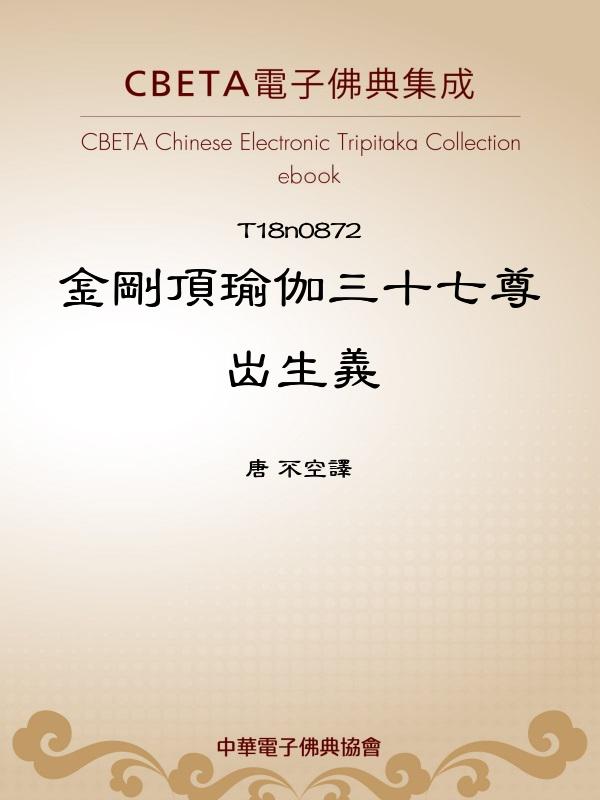 CBETA電子佛典集成
CBETA Chinese Electronic Tripitaka Collection
ebook
T18n0872
金剛頂瑜伽三十七尊
出生義
唐 不空譯
中華電子佛典協會